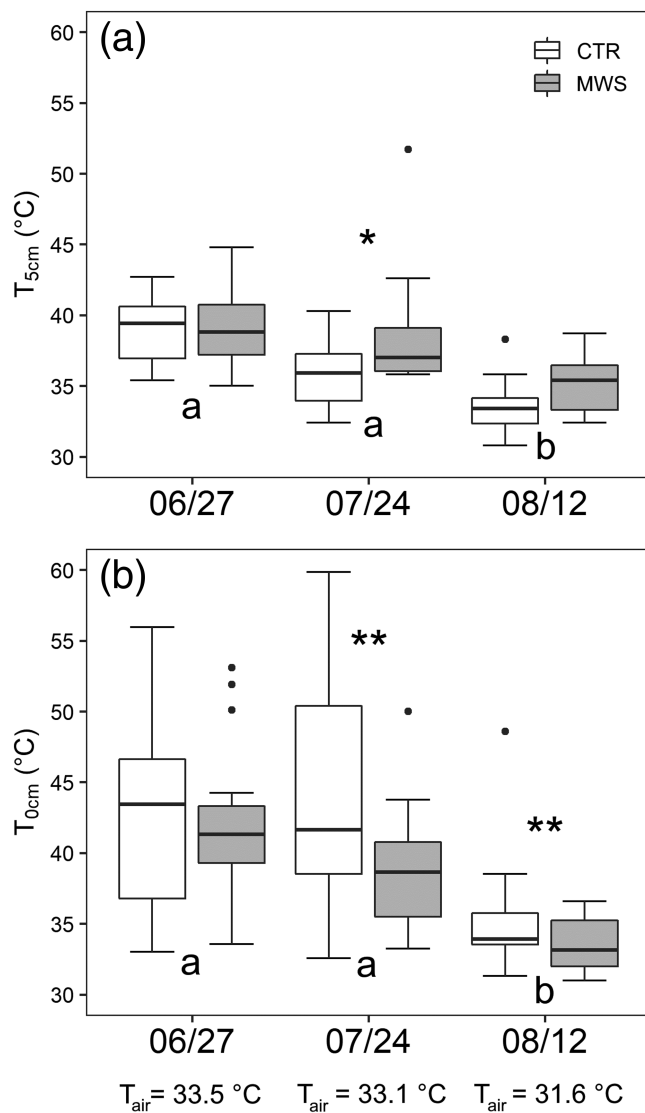 (a)
CTR
MWS
60
55
50
45
40
35
30
T5cm (°C)
*
a
a
b
06/27 07/24 08/12
(b)
60
55
50
45
40
35
30
T0cm (°C)
**
**
a
a
b
06/27 07/24 08/12
Tair= 33.5 °C Tair= 33.1 °C Tair= 31.6 °C